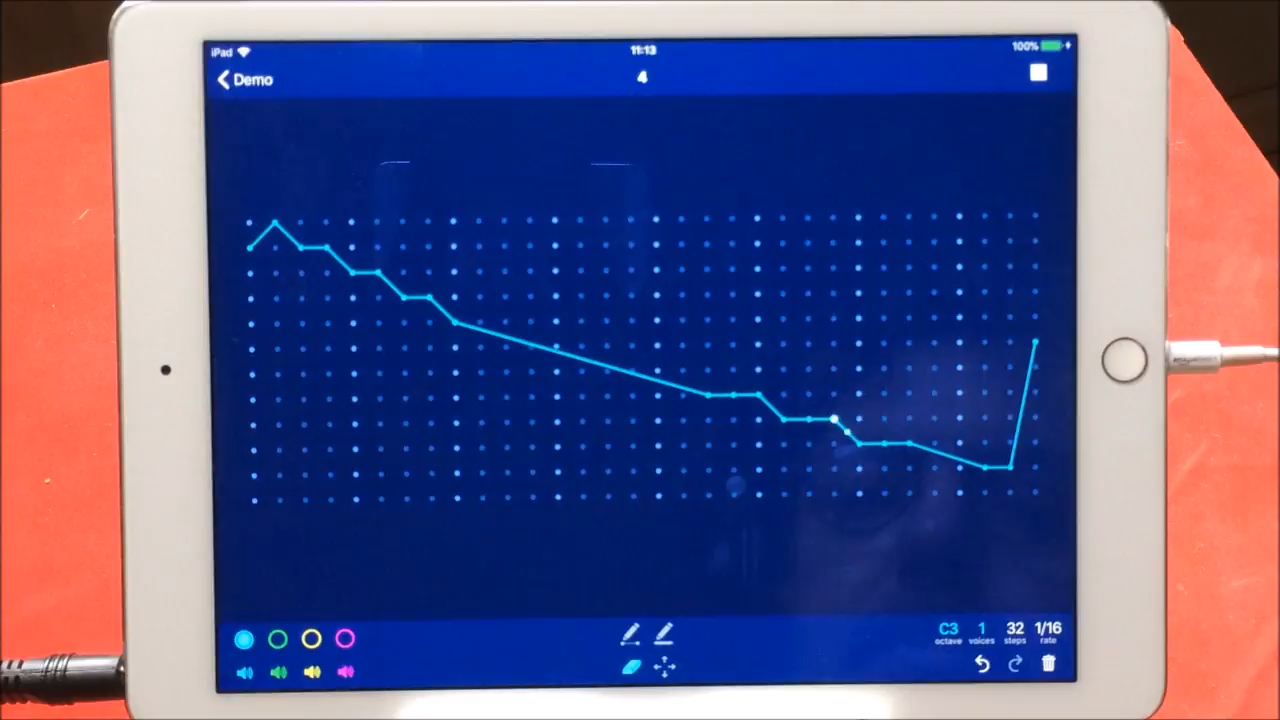 iPad 11:13 100%
Demo 4
C3 1 32 1/16
octave voices steps rate